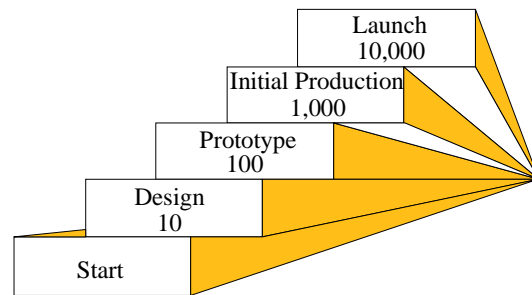 Launch
10,000
Initial Production
1,000
Prototype
100
Design
10
Start